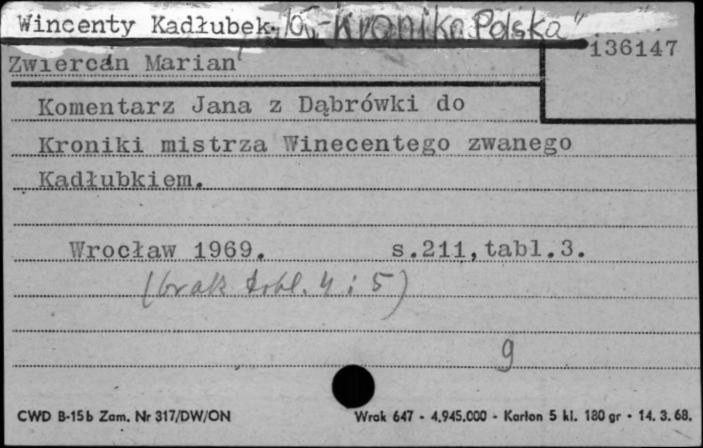 Wincenty Kadłubek, "Kronika Polska"
136147
Zwiercan Marian
Komentarz Jana z Dąbrówki do
Kroniki mistrza Winecentego zwanego
Kadłubkiem.
Wrocław 1969. s.211,tabl.3.
(brak tabl. 4 i 5)
9
CWD B-15b Zam. Nr 317/DW/ON Wrak 647 - 4.945.000 - Karton 5 kl. 180 gr - 14. 3. 68.